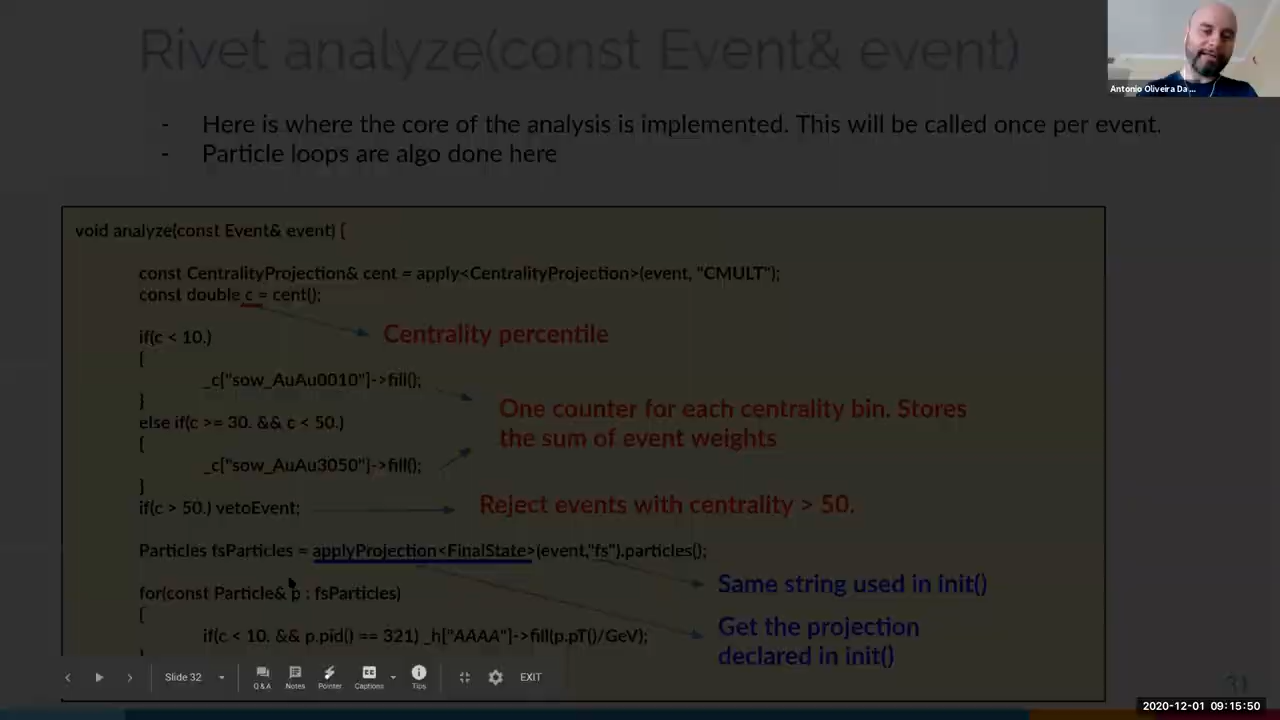 Rivet analyze(const Event& event)
Antonio Oliveira Da ...
- Here is where the core of the analysis is implemented. This will be called once per event.
- Particle loops are algo done here
void analyze(const Event& event) {
const CentralityProjection& cent = apply<CentralityProjection>(event, "CMULT");
const double c = cent();
if(c < 10.)
{
_c["sow_AuAu0010"]->fill();
}
else if(c >= 30. && c < 50.)
{
_c["sow_AuAu3050"]->fill();
}
if(c > 50.) vetoEvent;
Particles fsParticles = applyProjection<FinalState>(event,"fs").particles();
for(const Particle& p : fsParticles)
{
if(c < 10. && p.pid() == 321) _h["AAAA"]->fill(p.pT()/GeV);
}
Centrality percentile
One counter for each centrality bin. Stores
the sum of event weights
Reject events with centrality > 50.
Same string used in init()
Get the projection
declared in init()
Slide 32
Q & A
Notes
Pointer
Captions
Tips
EXIT
31
2020-12-01 09:15:50